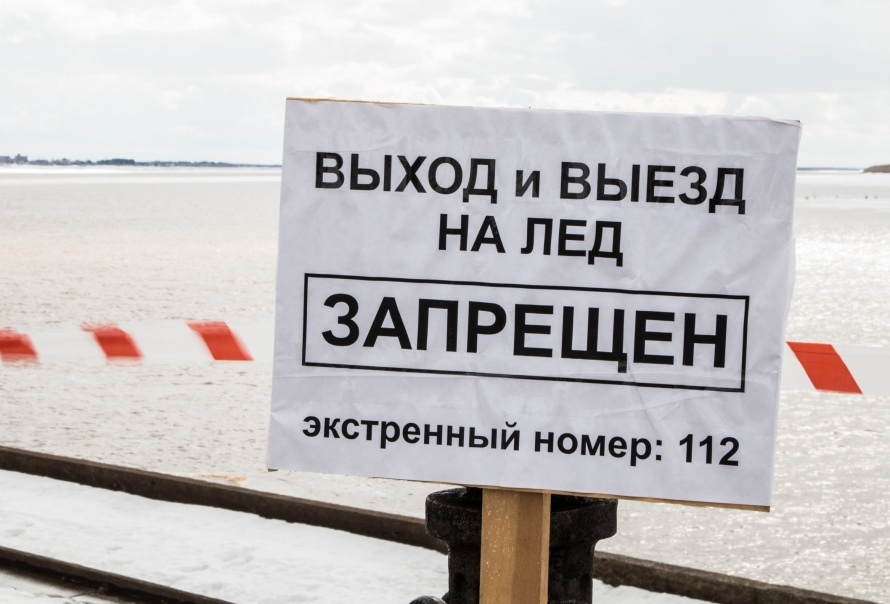 ВЫХОД и ВЫЕЗД
НА ЛЕД
ЗАПРЕЩЕН
экстренный номер: 112